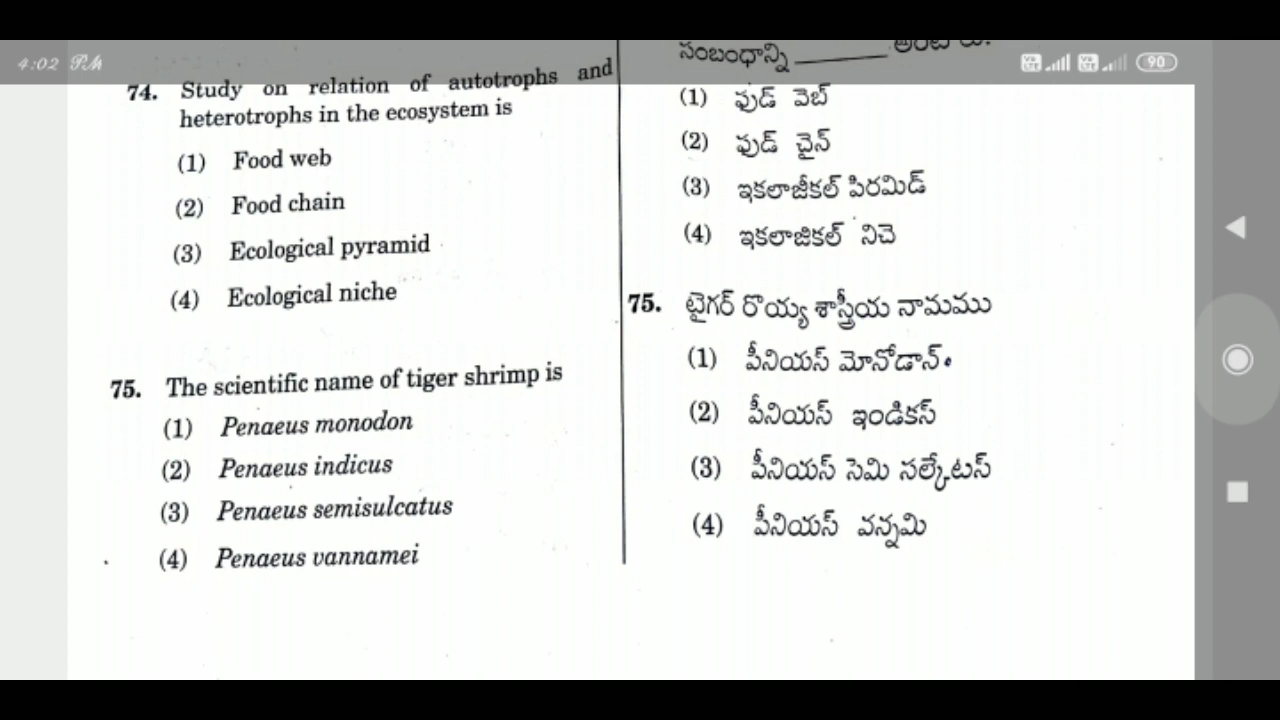 4:02 PM
90
74. Study on relation of autotrophs and
heterotrophs in the ecosystem is
(1) Food web
(2) Food chain
(3) Ecological pyramid
(4) Ecological niche
75. The scientific name of tiger shrimp is
(1) Penaeus monodon
(2) Penaeus indicus
(3) Penaeus semisulcatus
(4) Penaeus vannamei
సంబంధాన్ని ________
(1) ఫుడ్ వెబ్
(2) ఫుడ్ చైన్
(3) ఇకలాజీకల్ పిరమిడ్
(4) ఇకలాజికల్ నిచె
75. టైగర్ రొయ్య శాస్త్రీయ నామము
(1) పీనియస్ మోనోడాన్
(2) పీనియస్ ఇండికస్
(3) పీనియస్ సెమి సల్కేటస్
(4) పీనియస్ వన్నమి